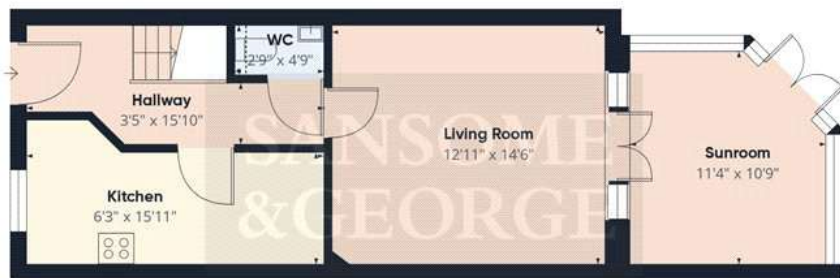 WC
2'9" x 4'9"
Hallway
3'5" x 15'10"
Living Room
12'11" x 14'6"
Sunroom
11'4" x 10'9"
Kitchen
6'3" x 15'11"
SANSOME
&GEORGE